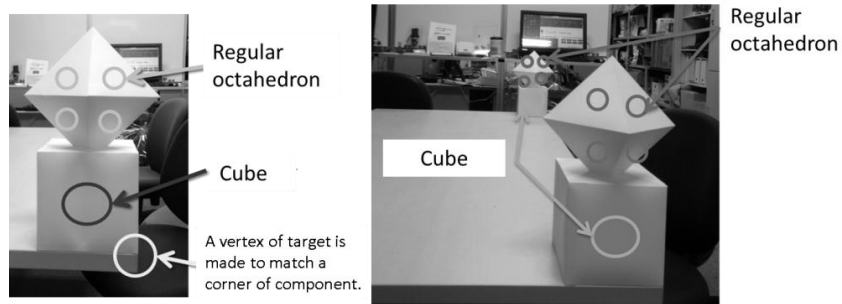 Regular
octahedron
Cube
A vertex of target is
made to match a
corner of component.
Regular
octahedron
Cube